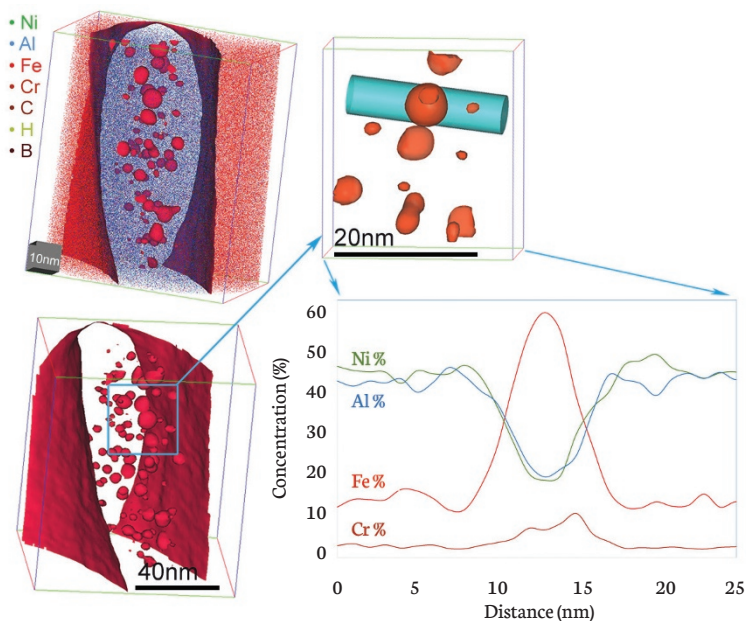 • Ni
• Al
• Fe
• Cr
• C
• H
• B
10nm
20nm
40nm
Concentration (%)
60
50
40
30
20
10
0
Ni %
Al %
Fe %
Cr %
0 5 10 15 20 25
Distance (nm)